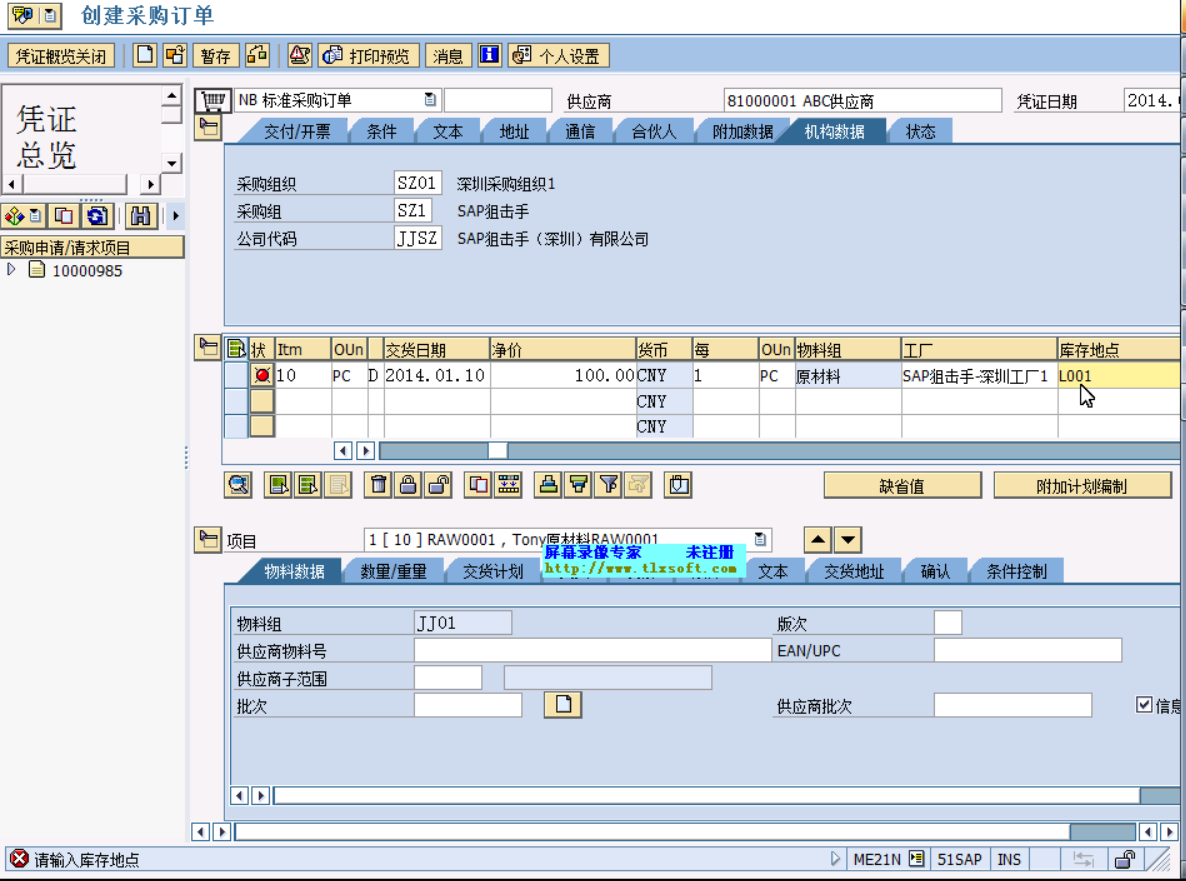 创建采购订单
凭证概览关闭 暂存 打印预览 消息 个人设置
凭证
总览
NB 标准采购订单 供应商 81000001 ABC供应商 凭证日期 2014.
交付/开票 条件 文本 地址 通信 合伙人 附加数据 机构数据 状态
采购组织 SZ01 深圳采购组织1
采购组 SZ1 SAP狙击手
公司代码 JJSZ SAP狙击手（深圳）有限公司
采购申请/请求项目
10000985
状 Itm OUn 交货日期 净价 货币 每 OUn 物料组 工厂 库存地点
10 PC D 2014.01.10 100.00 CNY 1 PC 原材料 SAP狙击手-深圳工厂1 L001
CNY
CNY
缺省值 附加计划编制
项目 1 [ 10 ] RAW0001 , Tony原材料RAW0001
屏幕录像专家 未注册
http://www.tlxsoft.com
物料数据 数量/重量 交货计划 文本 交货地址 确认 条件控制
物料组 JJ01 版次
供应商物料号 EAN/UPC
供应商子范围
批次 供应商批次 信息
请输入库存地点 ME21N 51SAP INS